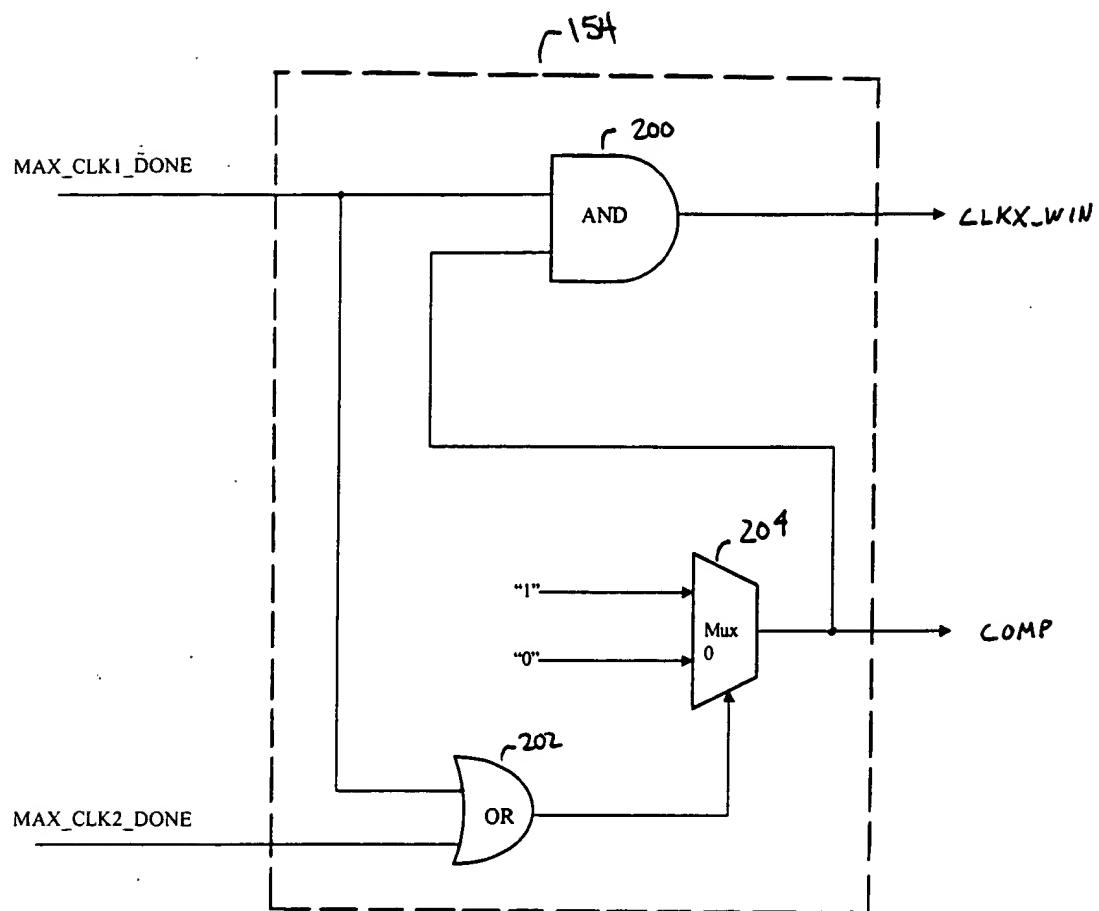 154
200
MAX_CLK1_DONE
AND
CLKX_WIN
204
"1"
Mux
COMP
"0"
0
202
MAX_CLK2_DONE
OR